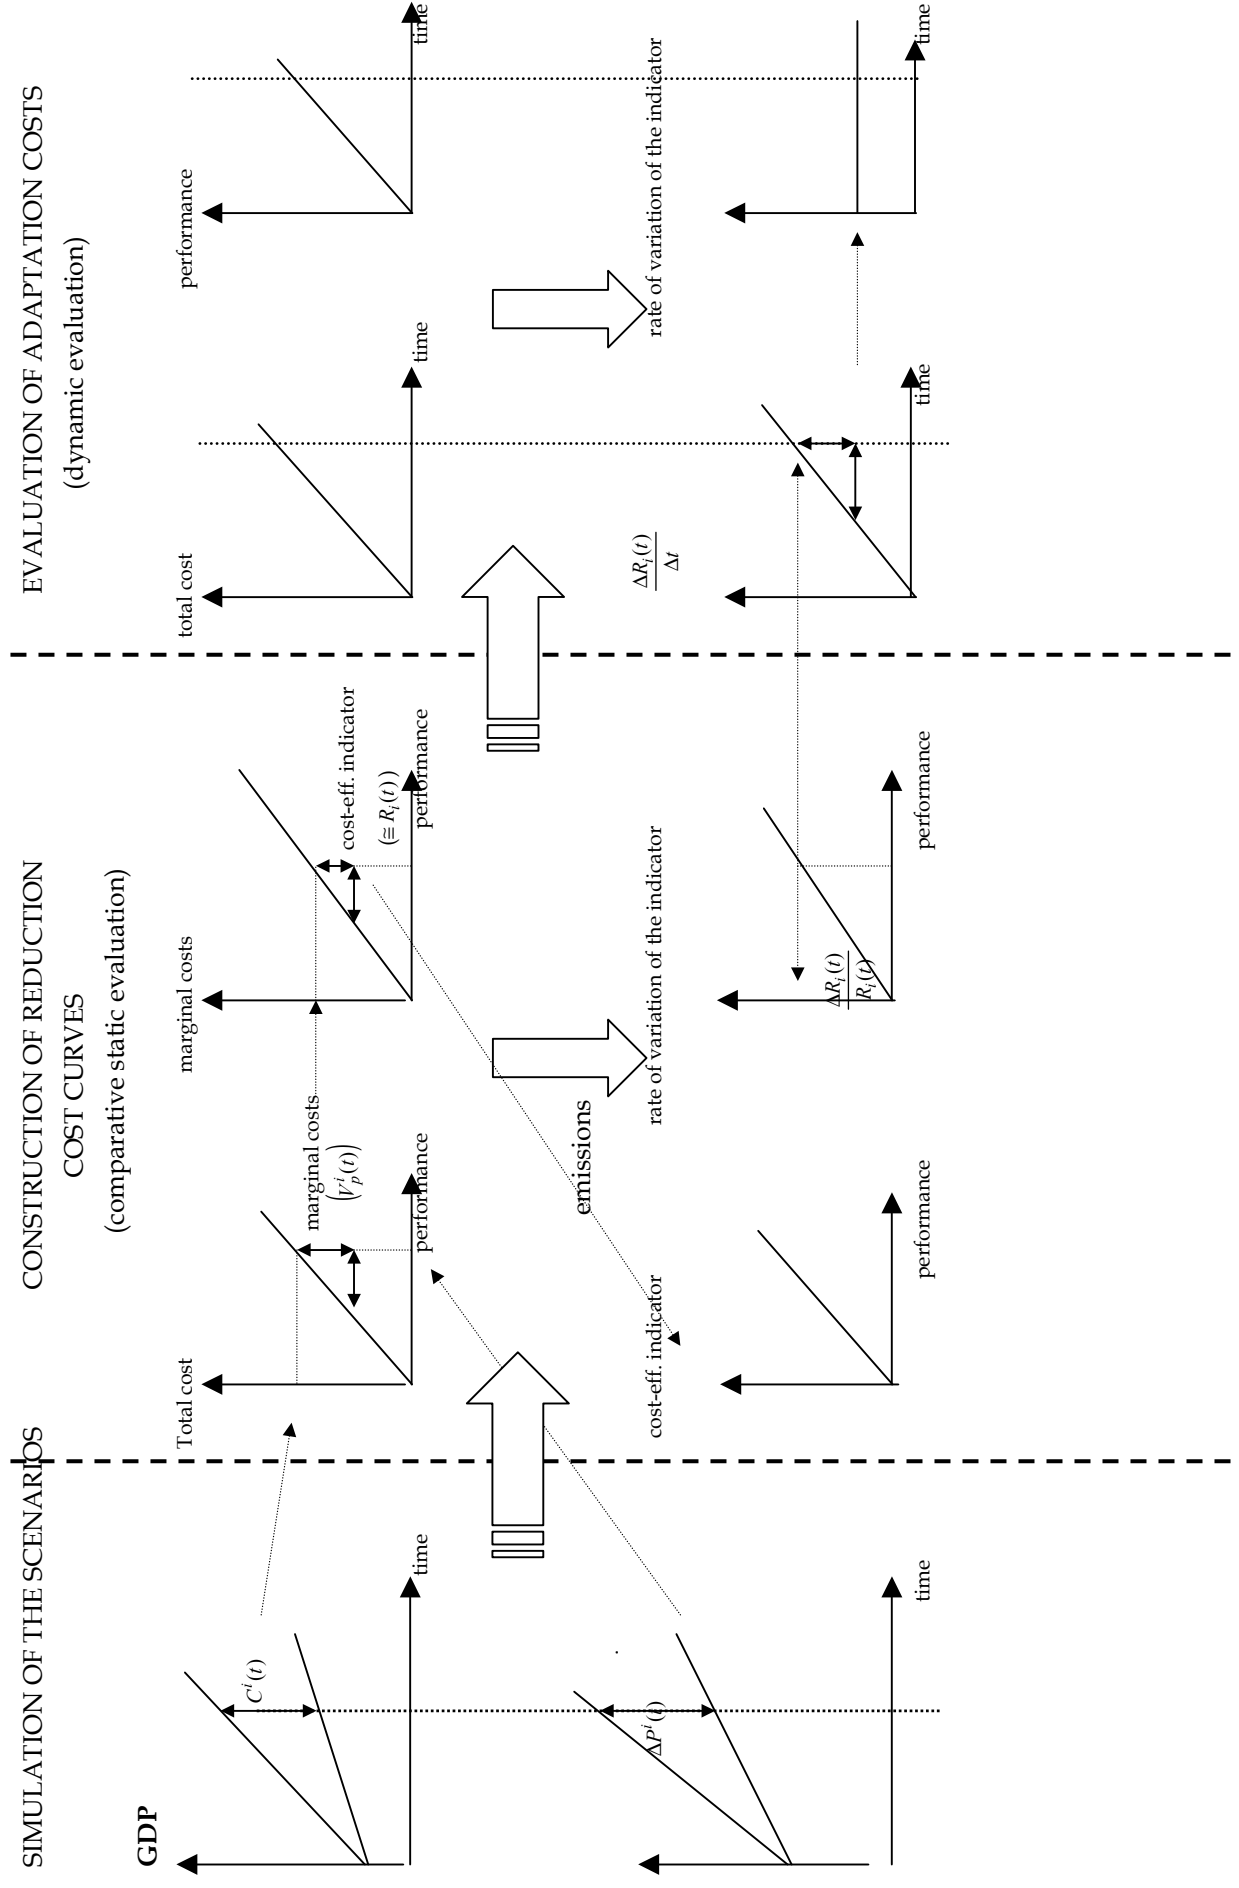 SIMULATION OF THE SCENARIOS
GDP
C^i(t)
time
ΔP^i(t)
time
CONSTRUCTION OF REDUCTION
COST CURVES
(comparative static evaluation)
Total cost
marginal costs
(V_p^i(t))
performance
marginal costs
cost-eff. indicator
(≅ R_i(t))
performance
emissions
cost-eff. indicator
performance
rate of variation of the indicator
ΔR_i(t)
R_i(t)
performance
EVALUATION OF ADAPTATION COSTS
(dynamic evaluation)
total cost
time
performance
time
ΔR_i(t)
Δt
time
rate of variation of the indicator
time